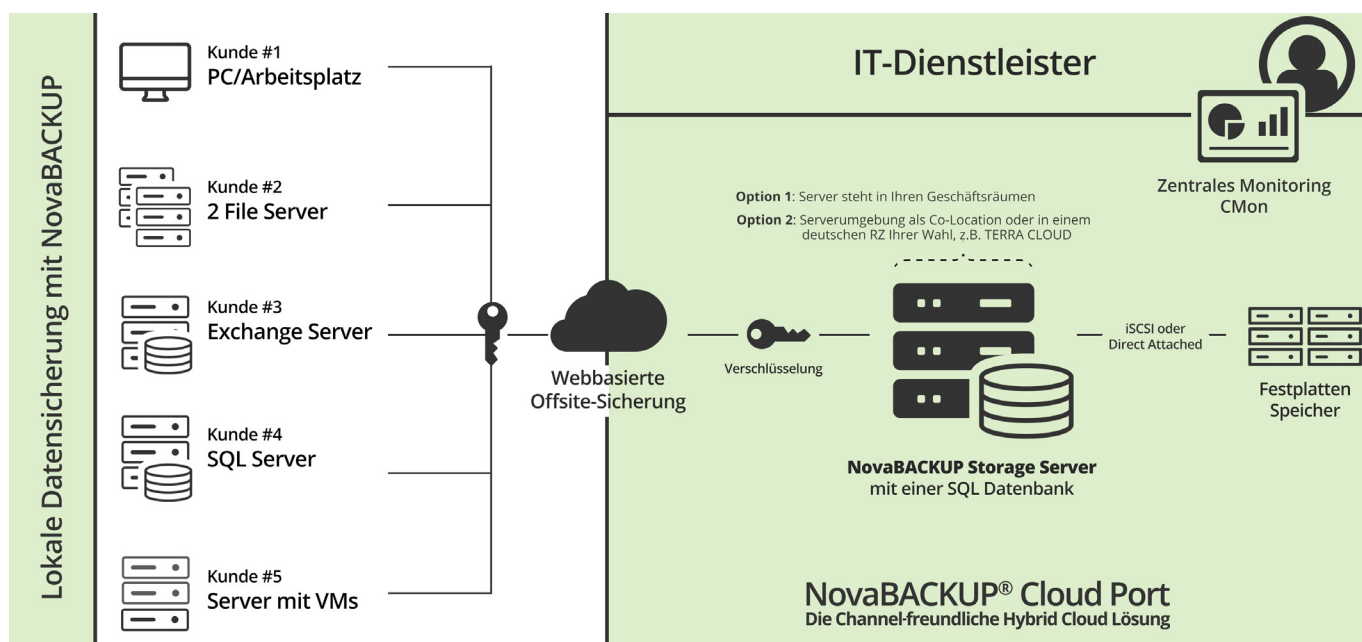 Lokale Datensicherung mit NovaBACKUP
Kunde #1
PC/Arbeitsplatz
Kunde #2
2 File Server
Kunde #3
Exchange Server
Kunde #4
SQL Server
Kunde #5
Server mit VMs
Webbasierte
Offsite-Sicherung
IT-Dienstleister
Zentrales Monitoring
CMon
Option 1: Server steht in Ihren Geschäftsräumen
Option 2: Serverumgebung als Co-Location oder in einem
deutschen RZ Ihrer Wahl, z.B. TERRA CLOUD
Verschlüsselung
iSCSI oder
Direct Attached
Festplatten
Speicher
NovaBACKUP Storage Server
mit einer SQL Datenbank
NovaBACKUP® Cloud Port
Die Channel-freundliche Hybrid Cloud Lösung